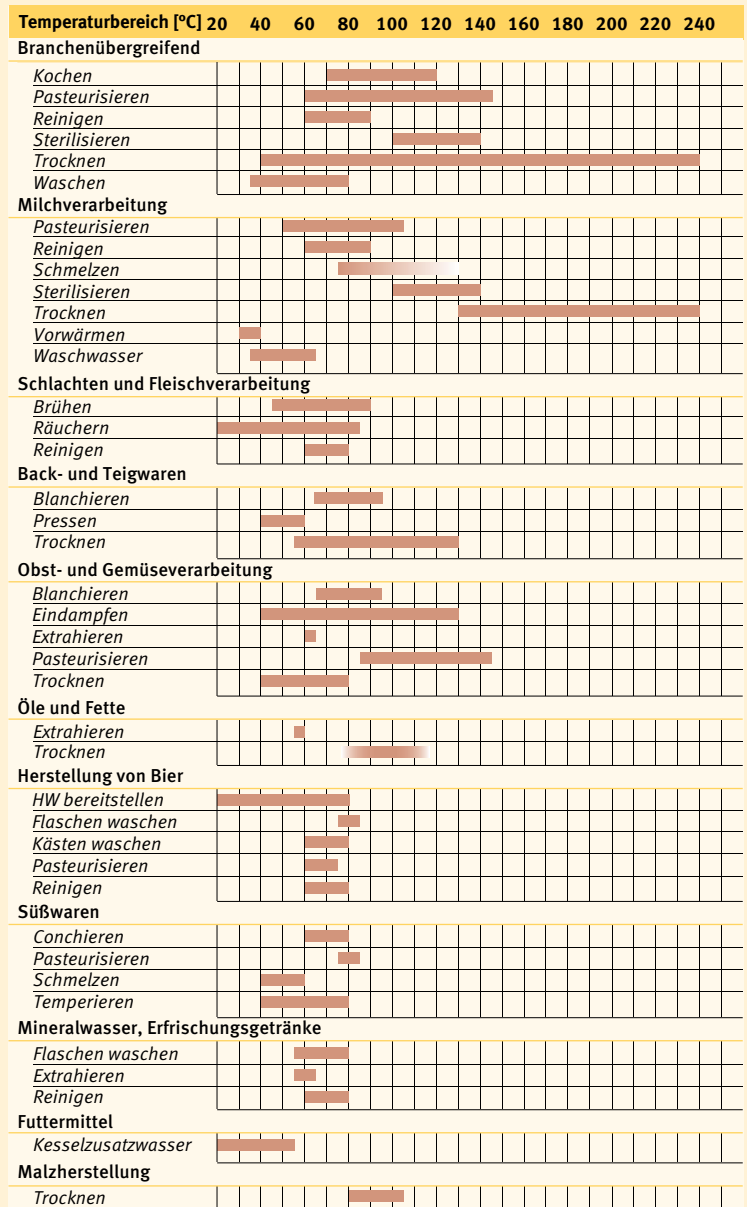 Temperaturbereich [°C] 20 40 60 80 100 120 140 160 180 200 220 240
Branchenübergreifend
Kochen
Pasteurisieren
Reinigen
Sterilisieren
Trocknen
Waschen
Milchverarbeitung
Pasteurisieren
Reinigen
Schmelzen
Sterilisieren
Trocknen
Vorwärmen
Waschwasser
Schlachten und Fleischverarbeitung
Brühen
Räuchern
Reinigen
Back- und Teigwaren
Blanchieren
Pressen
Trocknen
Obst- und Gemüseverarbeitung
Blanchieren
Eindampfen
Extrahieren
Pasteurisieren
Trocknen
Öle und Fette
Extrahieren
Trocknen
Herstellung von Bier
HW bereitstellen
Flaschen waschen
Kästen waschen
Pasteurisieren
Reinigen
Süßwaren
Conchieren
Pasteurisieren
Schmelzen
Temperieren
Mineralwasser, Erfrischungsgetränke
Flaschen waschen
Extrahieren
Reinigen
Futtermittel
Kesselzusatzwasser
Malzherstellung
Trocknen